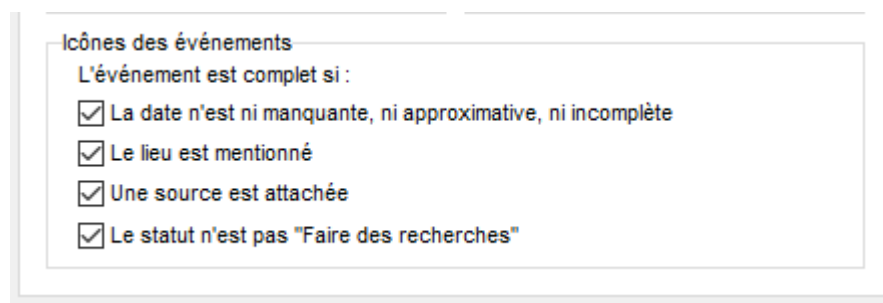 Icônes des événements
L'événement est complet si :
La date n'est ni manquante, ni approximative, ni incomplète
Le lieu est mentionné
Une source est attachée
Le statut n'est pas "Faire des recherches"